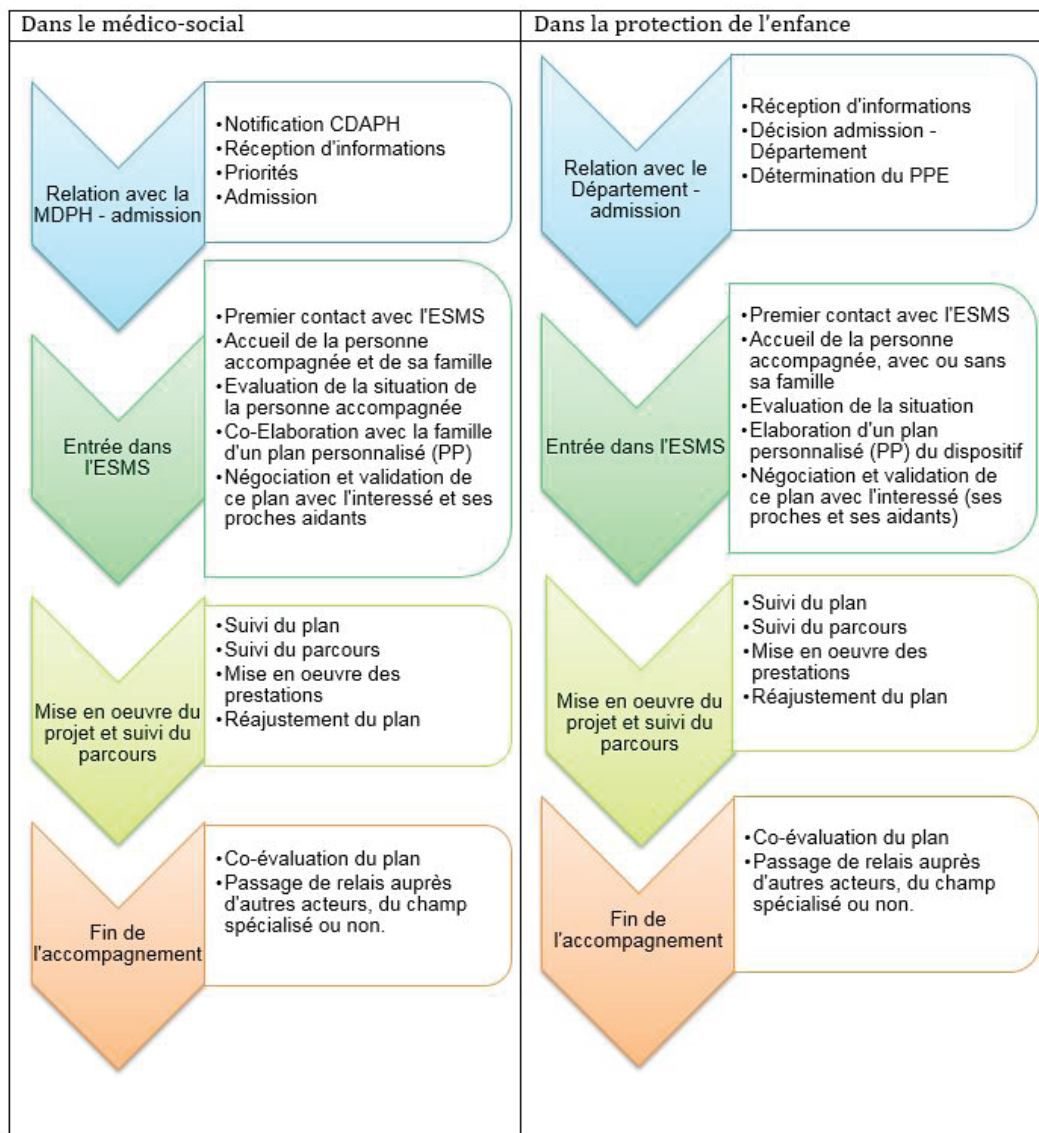 Dans le médico-social
Relation avec la
MDPH - admission
•Notification CDAPH
•Réception d'informations
•Priorités
•Admission
Entrée dans
l'ESMS
•Premier contact avec l'ESMS
•Accueil de la personne
accompagnée et de sa famille
•Evaluation de la situation de
la personne accompagnée
•Co-Elaboration avec la famille
d'un plan personnalisé (PP)
•Négociation et validation de
ce plan avec l'interessé et ses
proches aidants
Mise en oeuvre du
projet et suivi du
parcours
•Suivi du plan
•Suivi du parcours
•Mise en oeuvre des
prestations
•Réajustement du plan
Fin de
l'accompagnement
•Co-évaluation du plan
•Passage de relais auprès
d'autres acteurs, du champ
spécialisé ou non.
Dans la protection de l'enfance
Relation avec le
Département -
admission
•Réception d'informations
•Décision admission -
Département
•Détermination du PPE
Entrée dans l'ESMS
•Premier contact avec l'ESMS
•Accueil de la personne
accompagnée, avec ou sans
sa famille
•Evaluation de la situation
•Elaboration d'un plan
personnalisé (PP) du dispositif
•Négociation et validation de
ce plan avec l'interessé (ses
proches et ses aidants)
Mise en oeuvre du
projet et suivi du
parcours
•Suivi du plan
•Suivi du parcours
•Mise en oeuvre des
prestations
•Réajustement du plan
Fin de
l'accompagnement
•Co-évaluation du plan
•Passage de relais auprès
d'autres acteurs, du champ
spécialisé ou non.